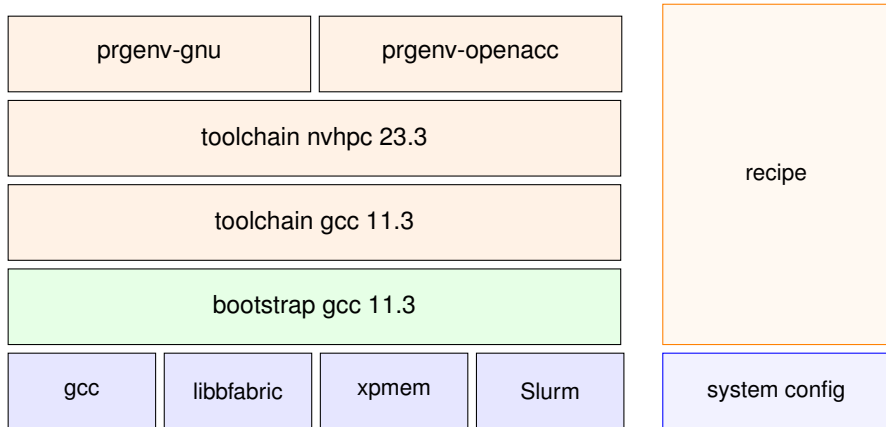 prgenv-gnu
prgenv-openacc
toolchain nvhpc 23.3
recipe
toolchain gcc 11.3
bootstrap gcc 11.3
gcc
libbfabric
xpmem
Slurm
system config